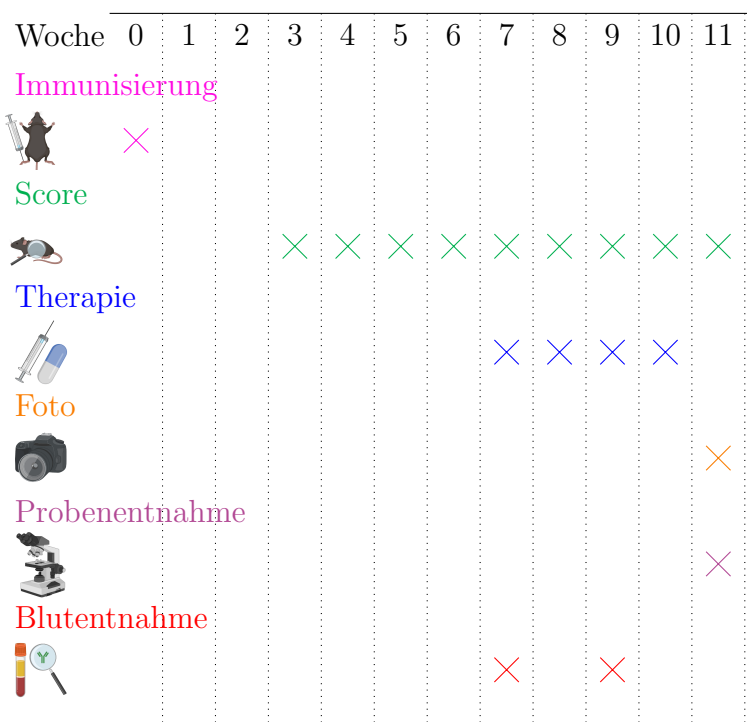 Woche 0 1 2 3 4 5 6 7 8 9 10 11
Immunisierung
Score
Therapie
Foto
Probenentnahme
Blutentnahme